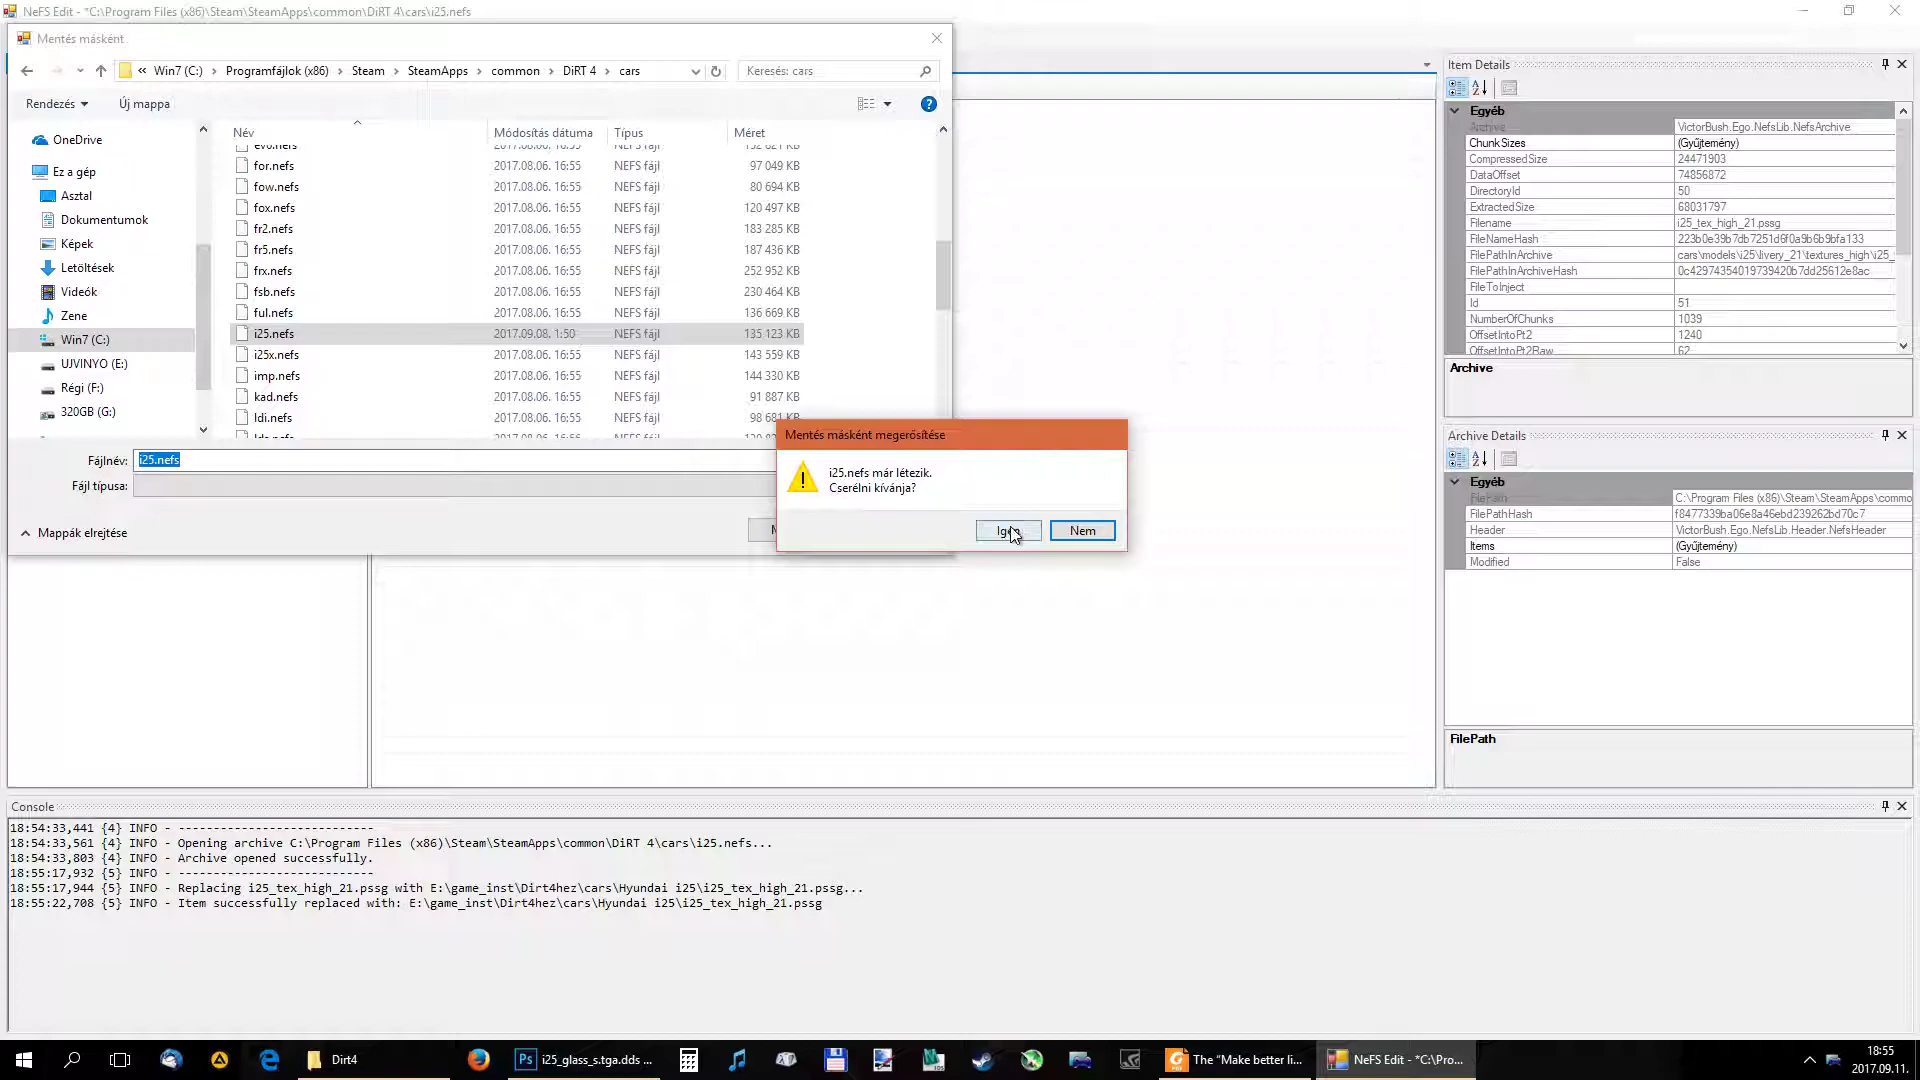 NeFS Edit - *C:\Program Files (x86)\Steam\SteamApps\common\DiRT 4\cars\i25.nefs
Mentés másként
« Win7 (C:) › Programfájlok (x86) › Steam › SteamApps › common › DiRT 4 › cars
Keresés: cars
Rendezés
Új mappa
OneDrive
Ez a gép
Asztal
Dokumentumok
Képek
Letöltések
Videók
Zene
Win7 (C:)
UJVINYO (E:)
Régi (F:)
320GB (G:)
Név Módosítás dátuma Típus Méret
for.nefs 2017.08.06. 16:55 NEFS fájl 97 049 KB
fow.nefs 2017.08.06. 16:55 NEFS fájl 80 694 KB
fox.nefs 2017.08.06. 16:55 NEFS fájl 120 497 KB
fr2.nefs 2017.08.06. 16:55 NEFS fájl 183 285 KB
fr5.nefs 2017.08.06. 16:55 NEFS fájl 187 436 KB
frx.nefs 2017.08.06. 16:55 NEFS fájl 252 952 KB
fsb.nefs 2017.08.06. 16:55 NEFS fájl 230 464 KB
ful.nefs 2017.08.06. 16:55 NEFS fájl 136 669 KB
i25.nefs 2017.09.08. 1:50 NEFS fájl 135 123 KB
i25x.nefs 2017.08.06. 16:55 NEFS fájl 143 559 KB
imp.nefs 2017.08.06. 16:55 NEFS fájl 144 330 KB
kad.nefs 2017.08.06. 16:55 NEFS fájl 91 887 KB
ldi.nefs 2017.08.06. 16:55 NEFS fájl 98 681 KB
Fájlnév: i25.nefs
Fájl típusa:
Mappák elrejtése
Mentés másként megerősítése
i25.nefs már létezik.
Cserélni kívánja?
Nem
Item Details
Egyéb
Archive VictorBush.Ego.NefsLib.NefsArchive
ChunkSizes (Gyűjtemény)
CompressedSize 24471903
DataOffset 74856872
DirectoryId 50
ExtractedSize 68031797
Filename i25_tex_high_21.pssg
FileNameHash 223b0e39b7db7251d6f0a9b6b9bfa133
FilePathInArchive cars\models\i25\livery_21\textures_high\i25_
FilePathInArchiveHash 0c42974354019739420b7dd25612e8ac
FileToInject
Id 51
NumberOfChunks 1039
OffsetIntoPt2 1240
OffsetIntoPt2Raw 62
Archive
Archive Details
Egyéb
FilePath C:\Program Files (x86)\Steam\SteamApps\commo
FilePathHash f8477339ba06e8a46ebd239262bd70c7
Header VictorBush.Ego.NefsLib.Header.NefsHeader
Items (Gyűjtemény)
Modified False
FilePath
Console
18:54:33,441 {4} INFO - ----------------------------
18:54:33,561 {4} INFO - Opening archive C:\Program Files (x86)\Steam\SteamApps\common\DiRT 4\cars\i25.nefs...
18:54:33,803 {4} INFO - Archive opened successfully.
18:55:17,932 {5} INFO - ----------------------------
18:55:17,944 {5} INFO - Replacing i25_tex_high_21.pssg with E:\game_inst\Dirt4hez\cars\Hyundai i25\i25_tex_high_21.pssg...
18:55:22,708 {5} INFO - Item successfully replaced with: E:\game_inst\Dirt4hez\cars\Hyundai i25\i25_tex_high_21.pssg
Dirt4
i25_glass_s.tga.dds ...
The "Make better li...
NeFS Edit - *C:\Pro...
18:55
2017.09.11.